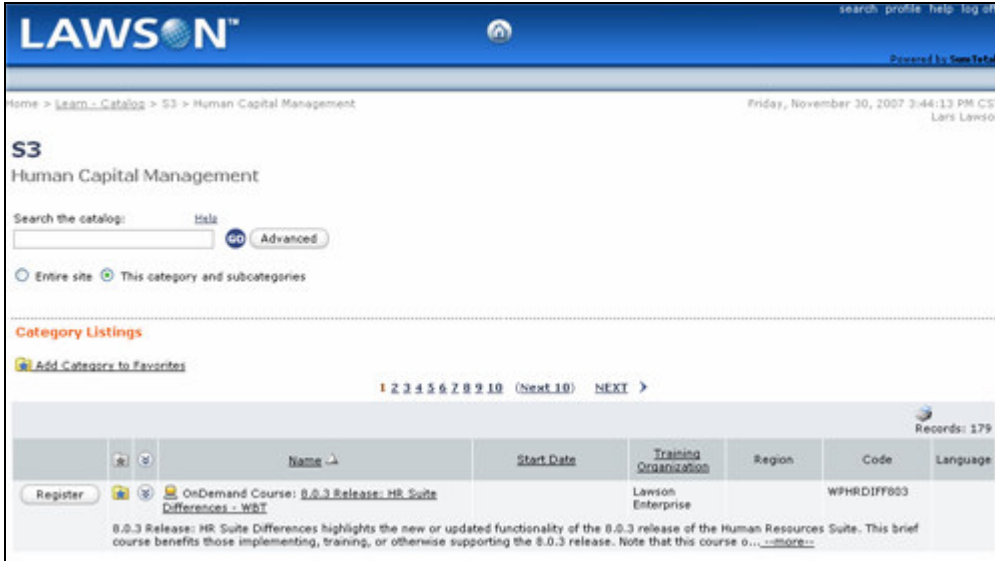 search profile help log off
LAWSON™
Powered by SumTotal
Home > Learn - Catalog > S3 > Human Capital Management
Friday, November 30, 2007 3:44:13 PM CS
Lars Lawso
S3
Human Capital Management
Search the catalog: Help
GO Advanced
Entire site This category and subcategories
Category Listings
Add Category to Favorites
1 2 3 4 5 6 7 8 9 10 (Next 10) NEXT >
Records: 179
Name Start Date Training Organization Region Code Language
Register OnDemand Course: 8.0.3 Release: HR Suite Differences - WBT Lawson Enterprise WPHRDIFF803
8.0.3 Release: HR Suite Differences highlights the new or updated functionality of the 8.0.3 release of the Human Resources Suite. This brief
course benefits those implementing, training, or otherwise supporting the 8.0.3 release. Note that this course o... --more--